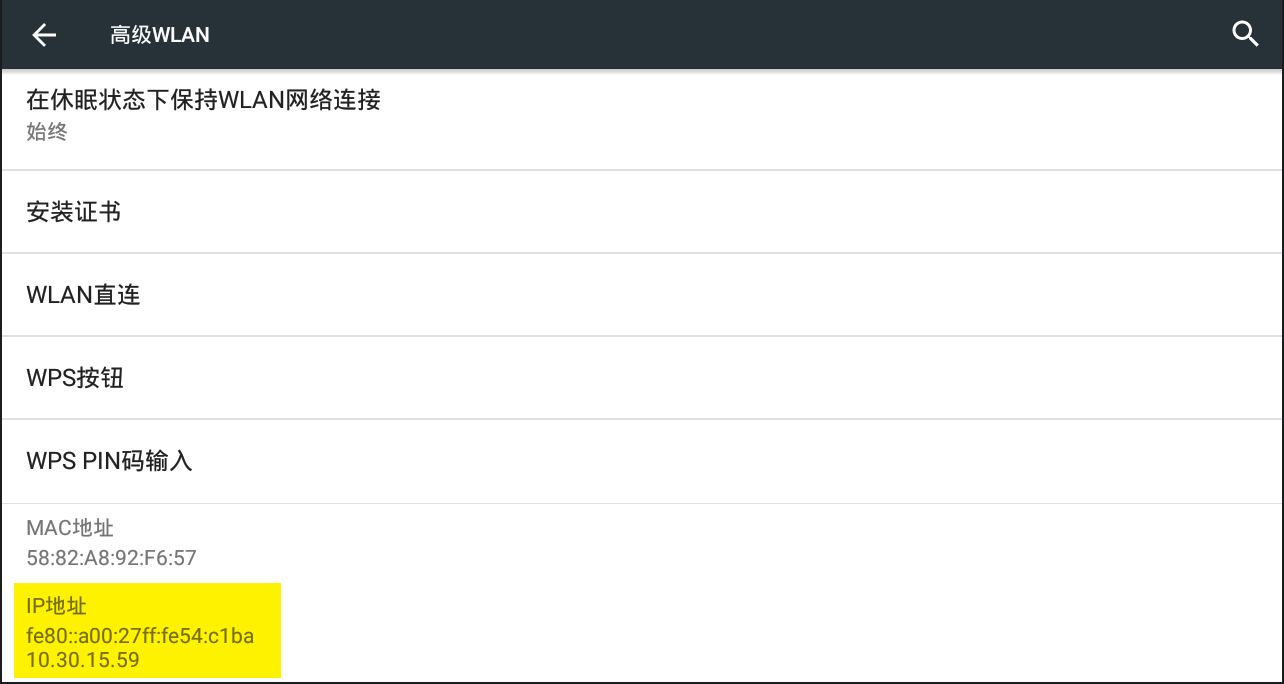 高级WLAN
在休眠状态下保持WLAN网络连接
始终
安装证书
WLAN直连
WPS按钮
WPS PIN码输入
MAC地址
58:82:A8:92:F6:57
IP地址
fe80::a00:27ff:fe54:c1ba
10.30.15.59